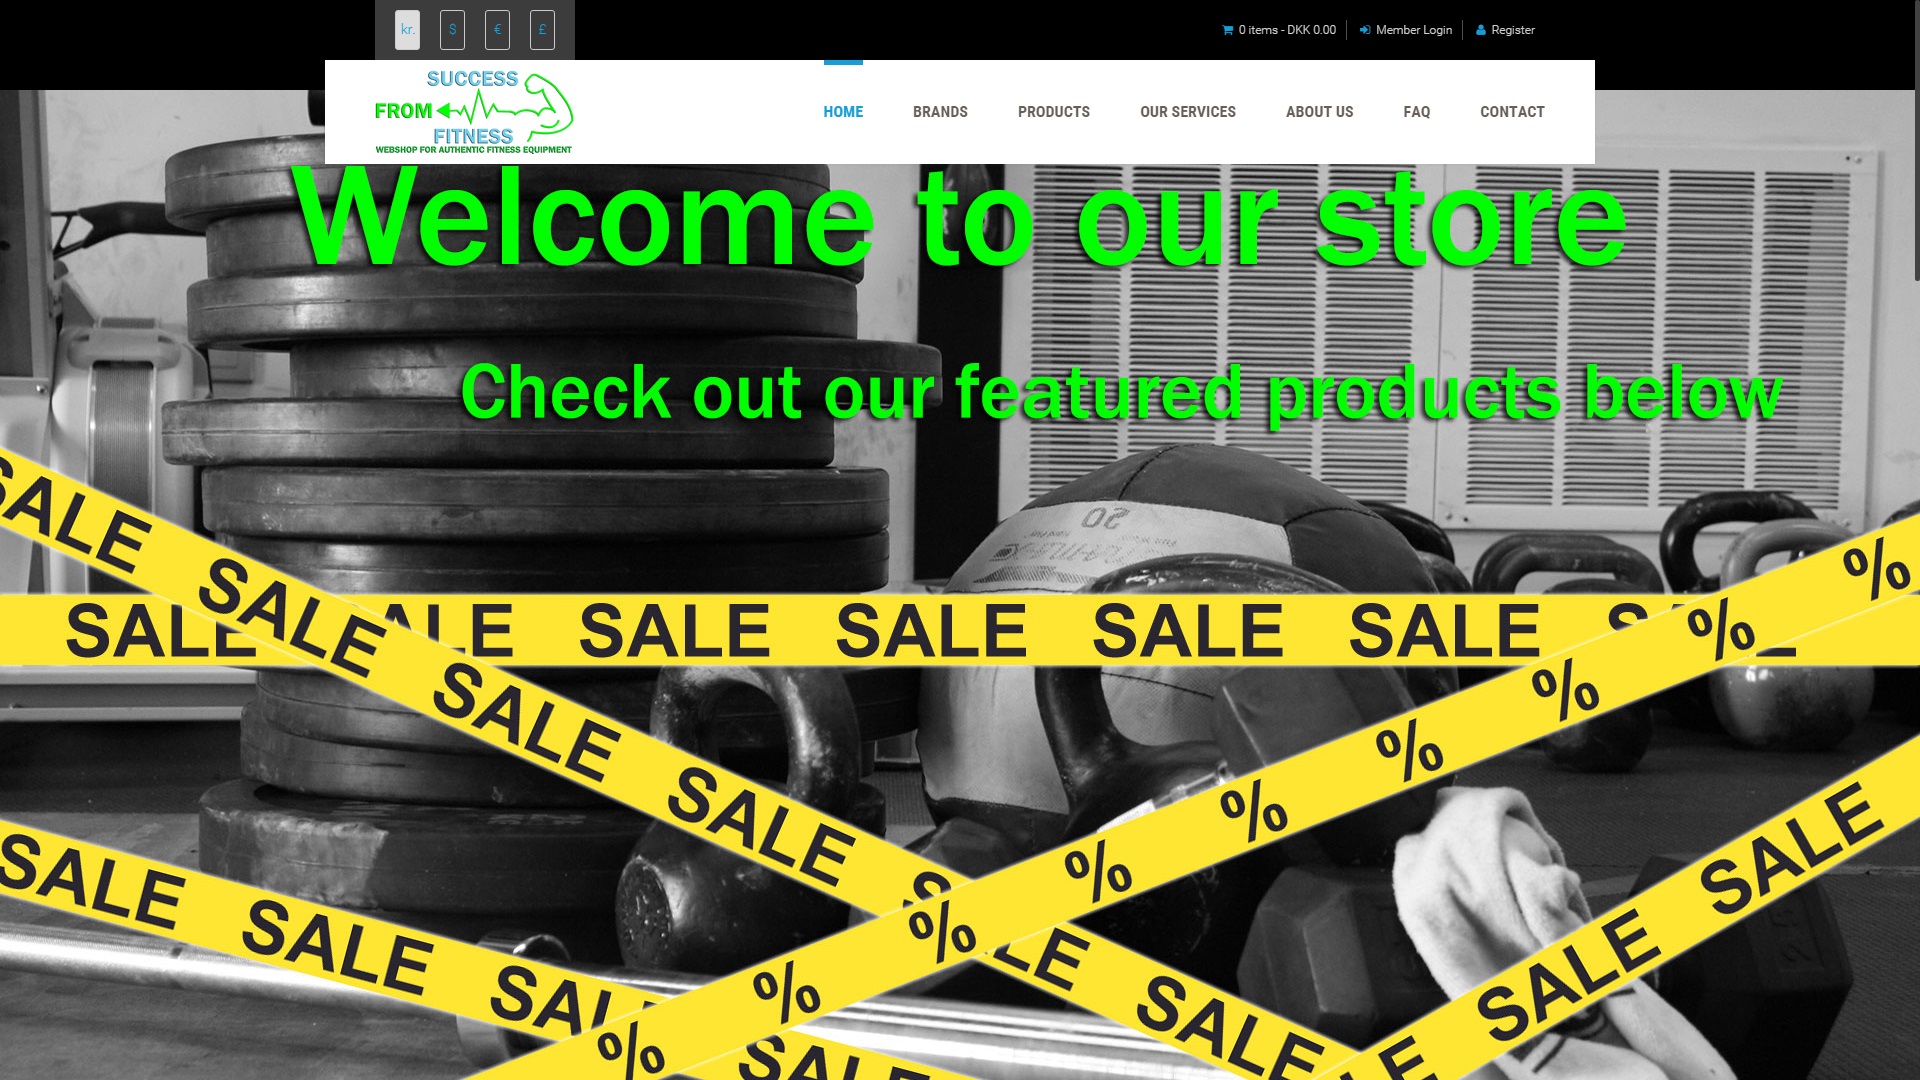 kr. $ € £
0 items - DKK 0.00 Member Login Register
SUCCESS
FROM
FITNESS
WEBSHOP FOR AUTHENTIC FITNESS EQUIPMENT
HOME BRANDS PRODUCTS OUR SERVICES ABOUT US FAQ CONTACT
Welcome to our store
Check out our featured products below
20
SALE SALE SALE SALE SALE SALE
SALE SALE SALE SALE SALE SALE
% % % % % % % % %
SALE SALE SALE SALE
SALE SALE